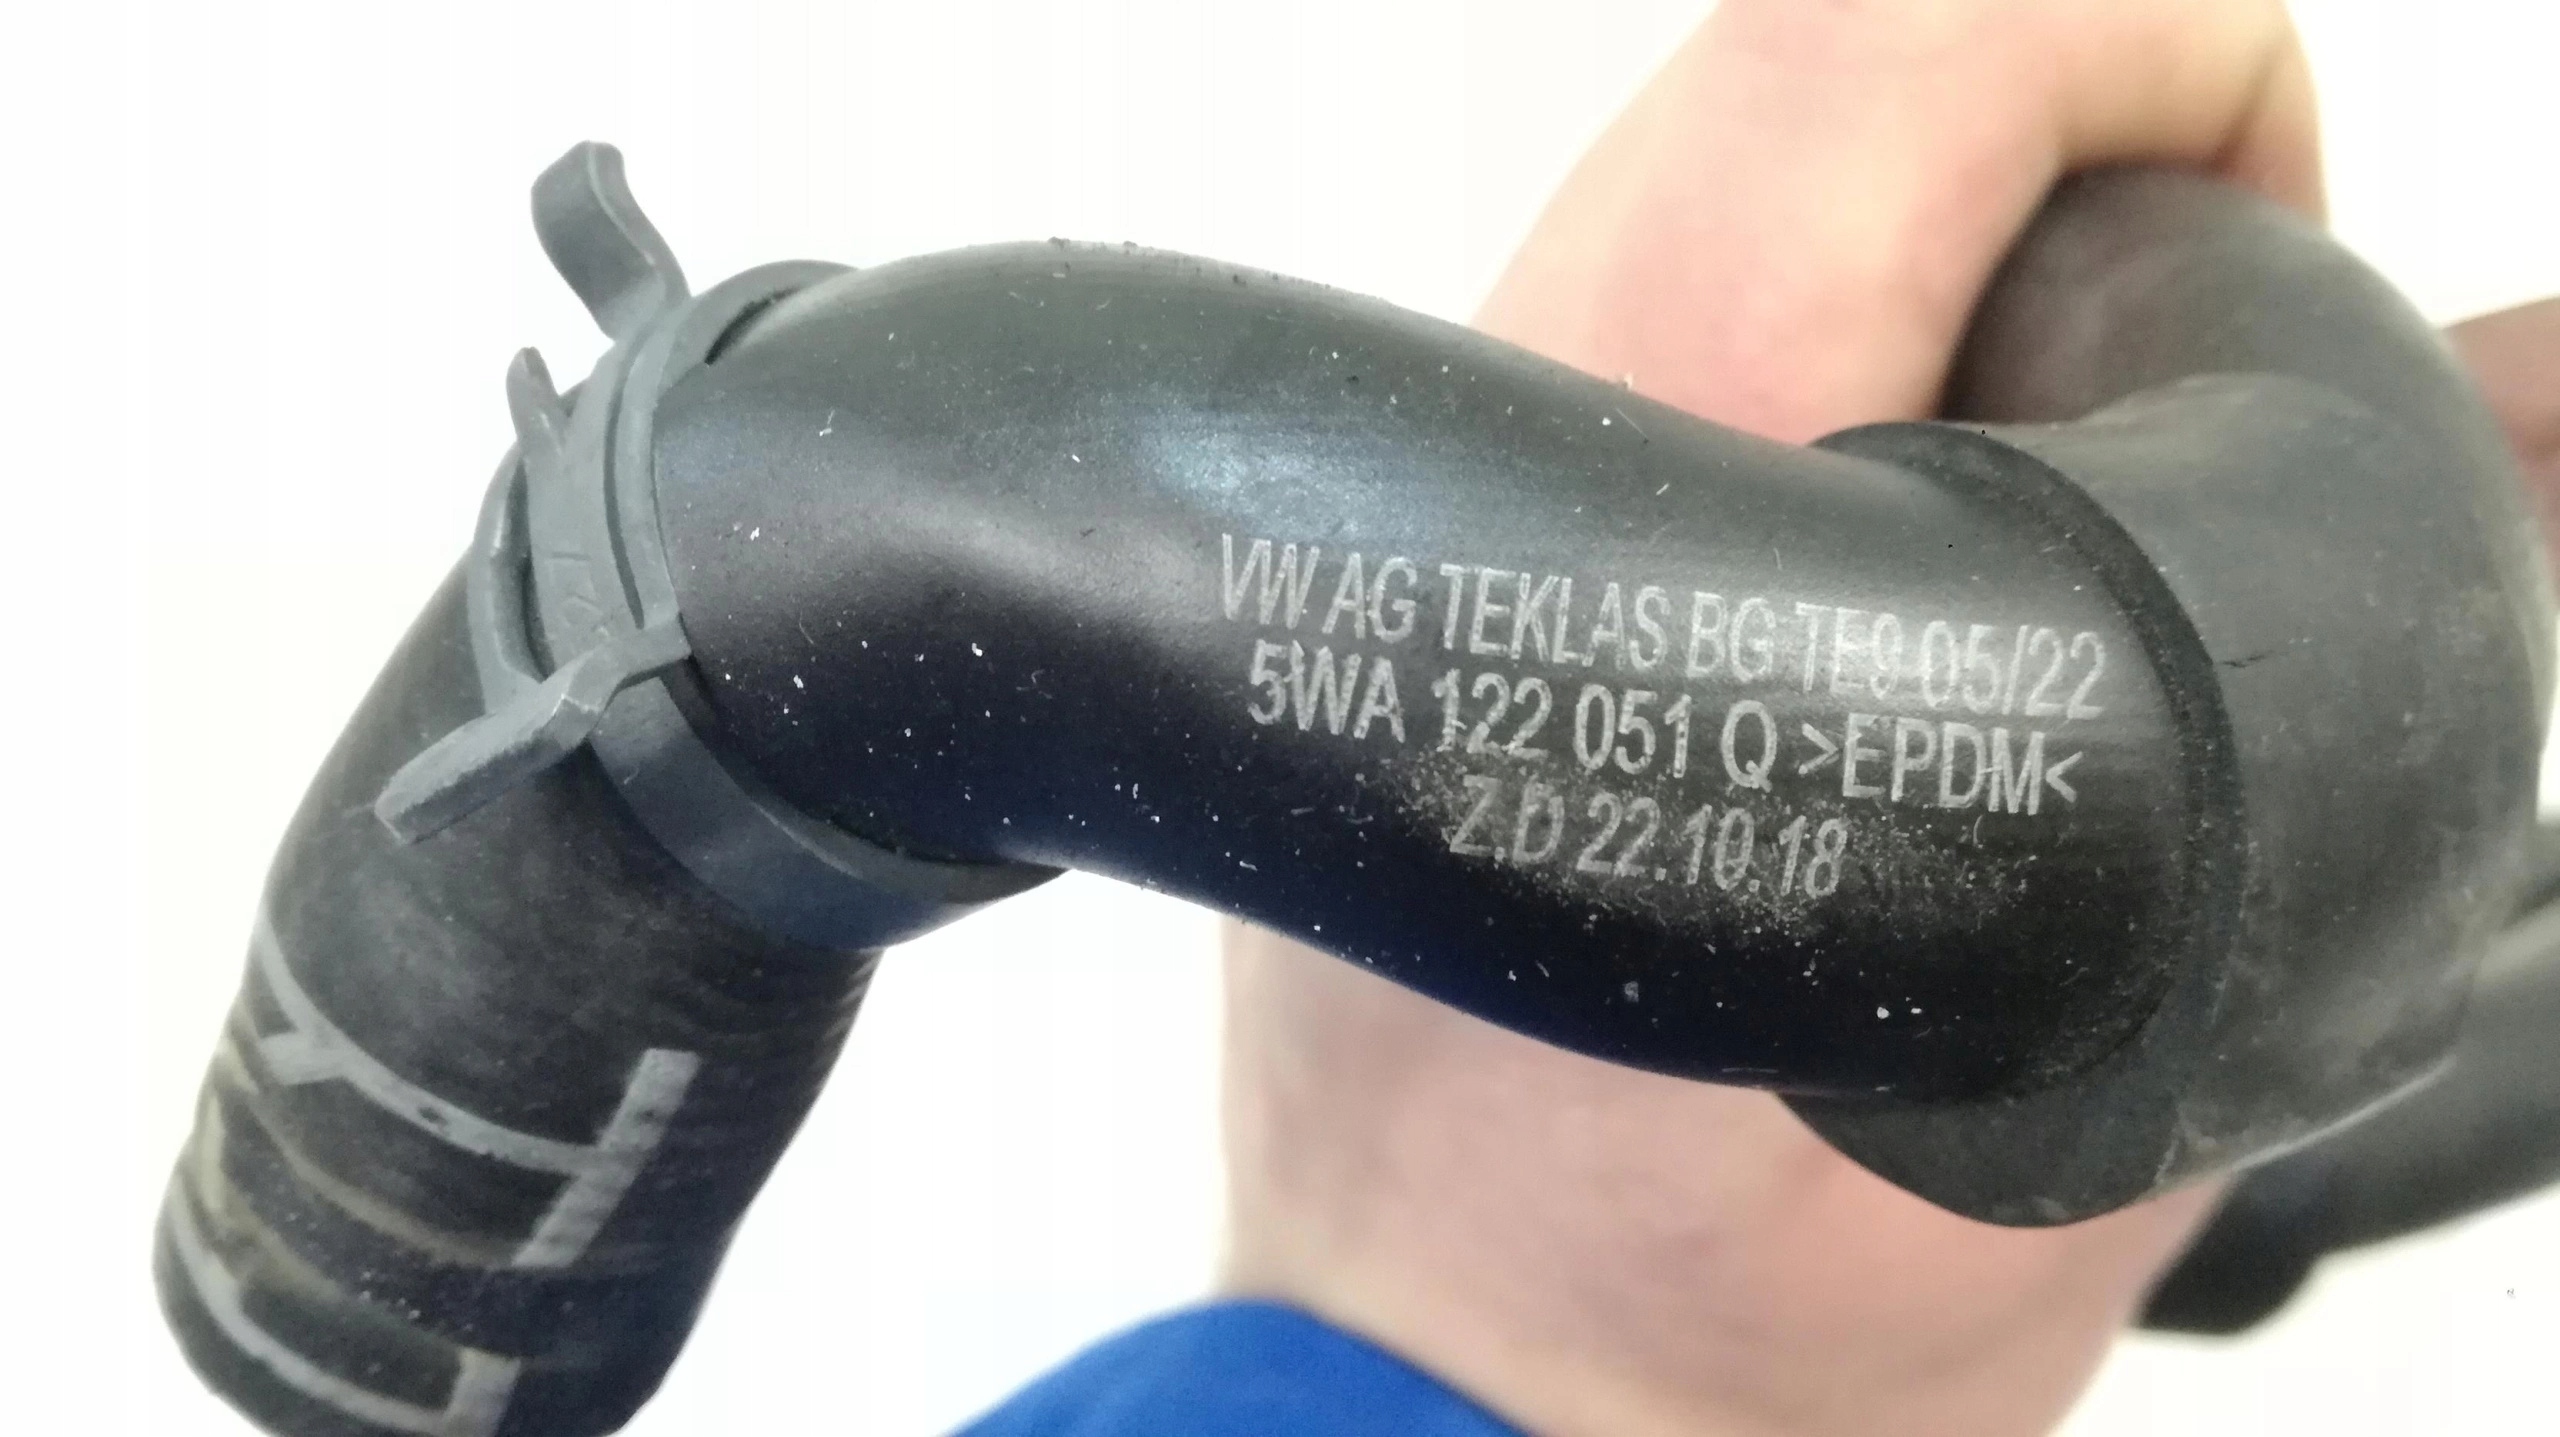 VW AG TEKLAS BG TE9 05/22
5WA 122 051 Q >EPDM<
Z.D 22.10.18